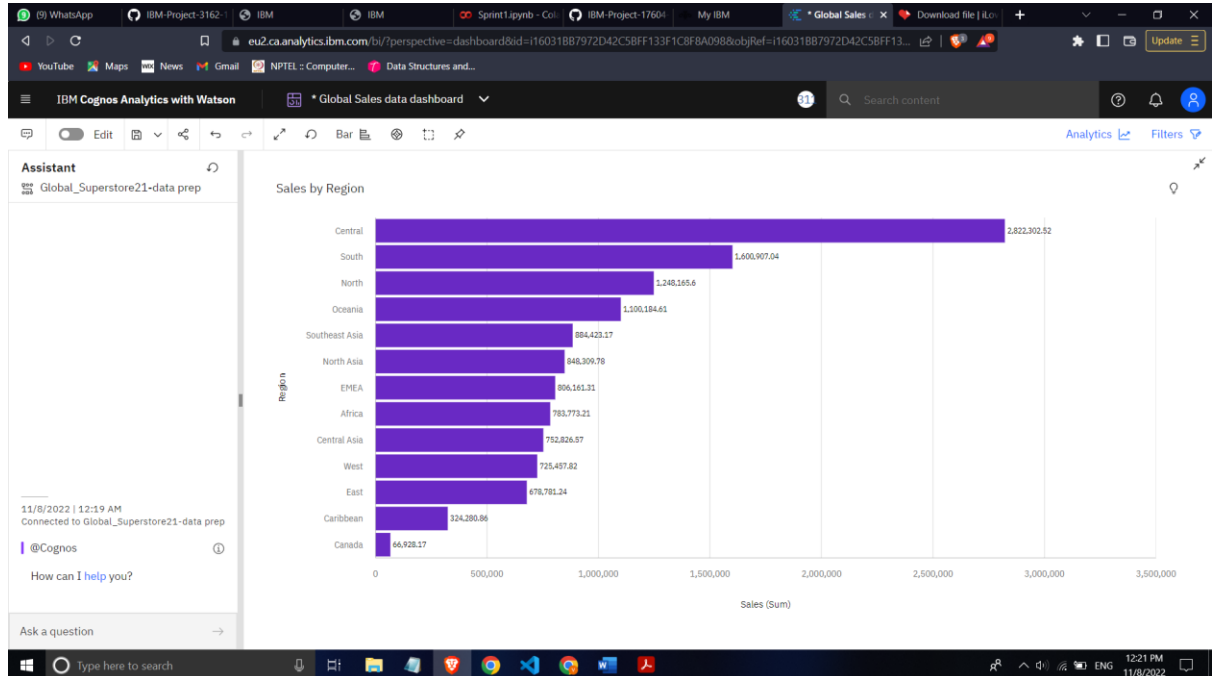 (9) WhatsApp
IBM-Project-3162-1
IBM
IBM
Sprint1.ipynb - Cola
IBM-Project-17604-
My IBM
* Global Sales d
Download file | iLov
eu2.ca.analytics.ibm.com/bi/?perspective=dashboard&id=i16031BB7972D42C5BFF133F1C8F8A098&objRef=i16031BB7972D42C5BFF13...
Update
YouTube
Maps
News
Gmail
NPTEL :: Computer...
Data Structures and...
IBM Cognos Analytics with Watson
* Global Sales data dashboard
31
Search content
Edit
Bar
Analytics
Filters
Assistant
Global_Superstore21-data prep
11/8/2022 | 12:19 AM
Connected to Global_Superstore21-data prep
@Cognos
How can I help you?
Ask a question
Sales by Region
Region
Central 2,822,302.52
South 1,600,907.04
North 1,248,165.6
Oceania 1,100,184.61
Southeast Asia 884,423.17
North Asia 848,309.78
EMEA 806,161.31
Africa 783,773.21
Central Asia 752,826.57
West 725,457.82
East 678,781.24
Caribbean 324,280.86
Canada 66,928.17
0 500,000 1,000,000 1,500,000 2,000,000 2,500,000 3,000,000 3,500,000
Sales (Sum)
Type here to search
ENG
12:21 PM
11/8/2022